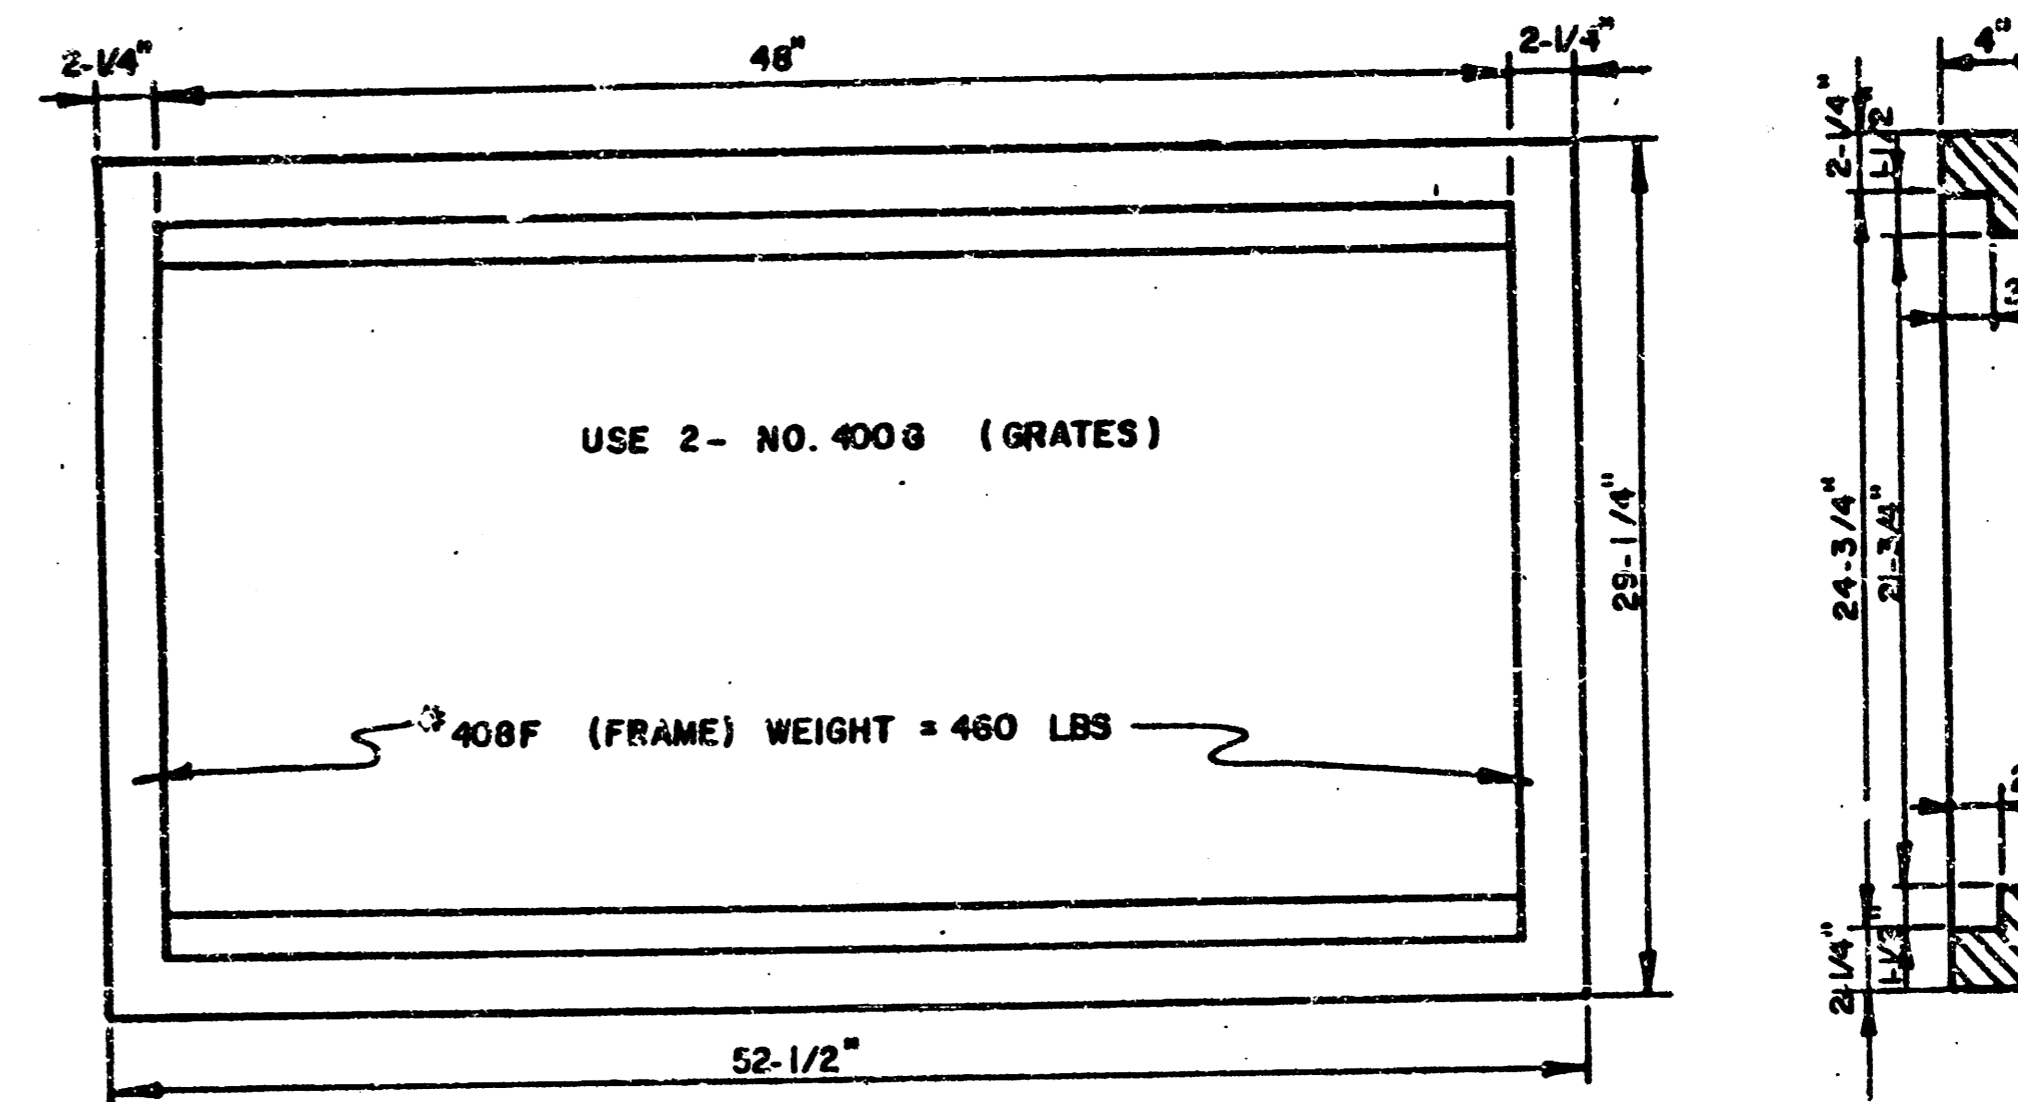 2-1/4" 48" 2-1/4" 4"
2-1/4"
1-1/2"
USE 2- NO. 400G (GRATES)
29-1/4"
24-3/4"
21-3/4"
408F (FRAME) WEIGHT = 460 LBS
2-1/4"
1-1/2"
52-1/2"